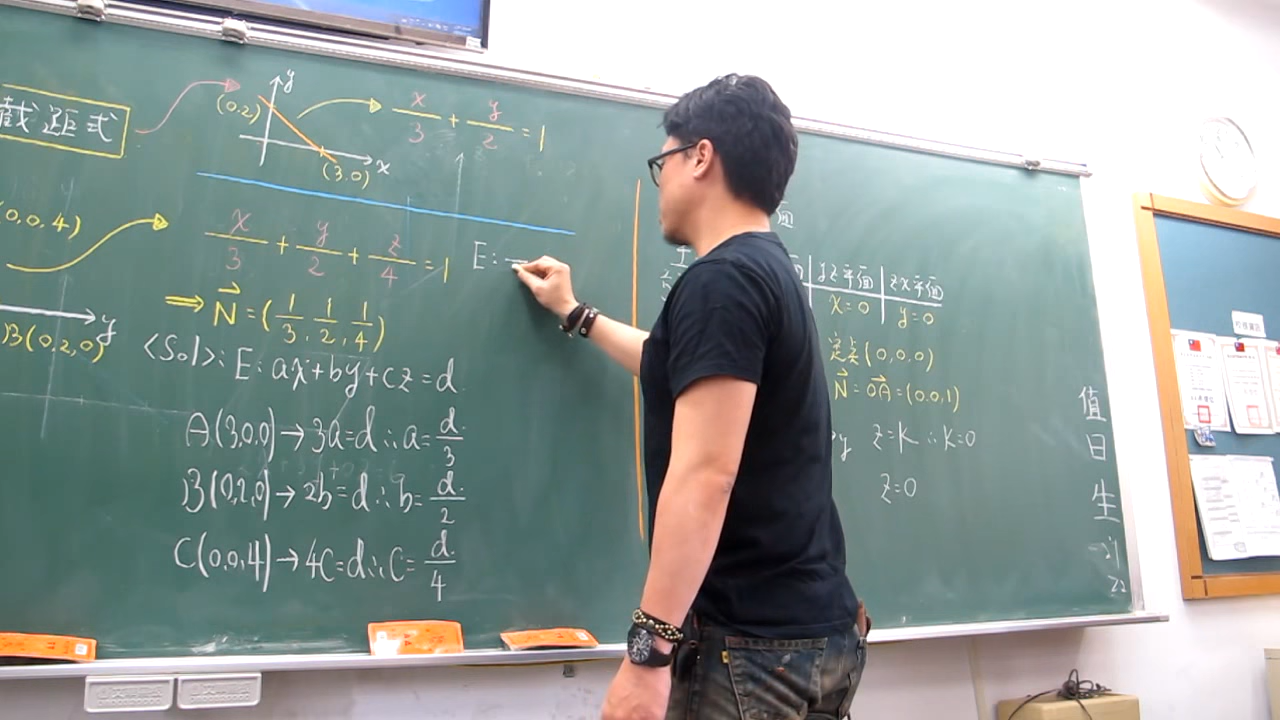 截距式
y
(0,2)
(3,0)
x
x/3 + y/2 = 1
(0,0,4)
x/3 + y/2 + z/4 = 1
⇒ N⃗ = (1/3, 1/2, 1/4)
y
B(0,2,0)
<Sol>: E: ax+by+cz=d
A(3,0,0) → 3a=d ∴ a= d/3
B(0,2,0) → 2b=d ∴ b= d/2
C(0,0,4) → 4c=d ∴ c= d/4
E:
面
yz平面 zx平面
x=0 y=0
定点(0,0,0)
N⃗ = OA⃗ = (0,0,1)
y z=k ∴ k=0
z=0
值日生